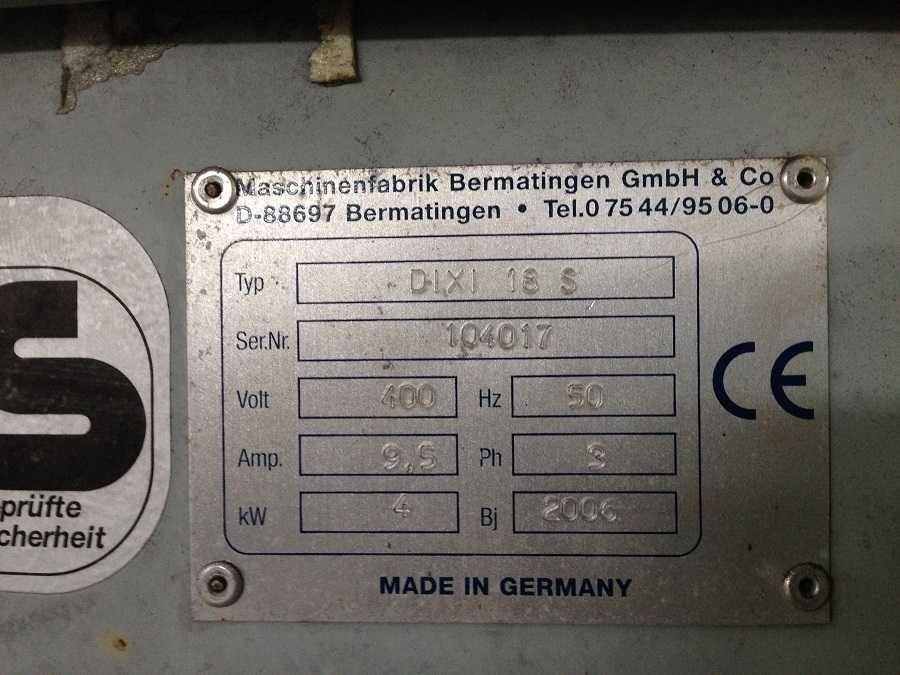 Maschinenfabrik Bermatingen GmbH & Co
D-88697 Bermatingen • Tel.0 75 44/95 06-0
Typ DIXI 18 S
Ser.Nr. 104017
Volt 400 Hz 50
Amp. 9,5 Ph 3
kW 4 Bj 2006
CE
MADE IN GERMANY
S
prüfte
cherheit